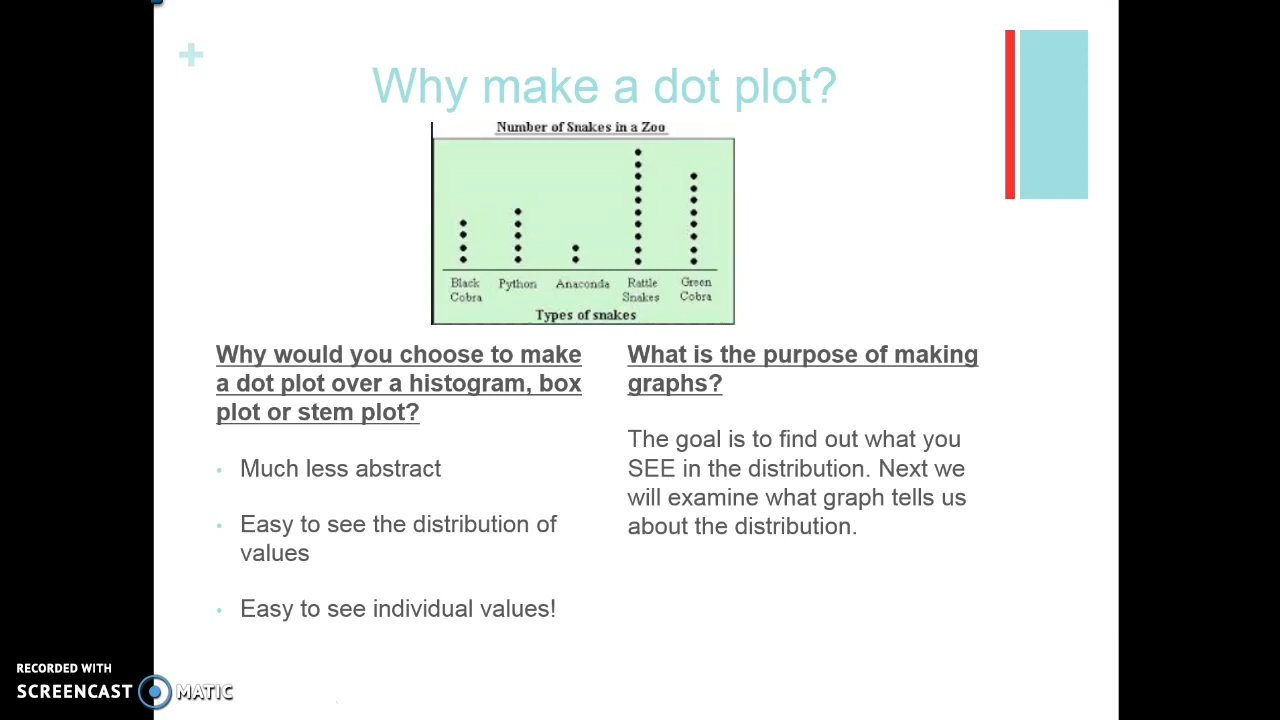 +
Why make a dot plot?
Number of Snakes in a Zoo
Black Python Anaconda Rattle Green
Cobra Snakes Cobra
Types of snakes
Why would you choose to make
a dot plot over a histogram, box
plot or stem plot?
• Much less abstract
• Easy to see the distribution of
values
• Easy to see individual values!
What is the purpose of making
graphs?
The goal is to find out what you
SEE in the distribution. Next we
will examine what graph tells us
about the distribution.
RECORDED WITH
SCREENCAST MATIC